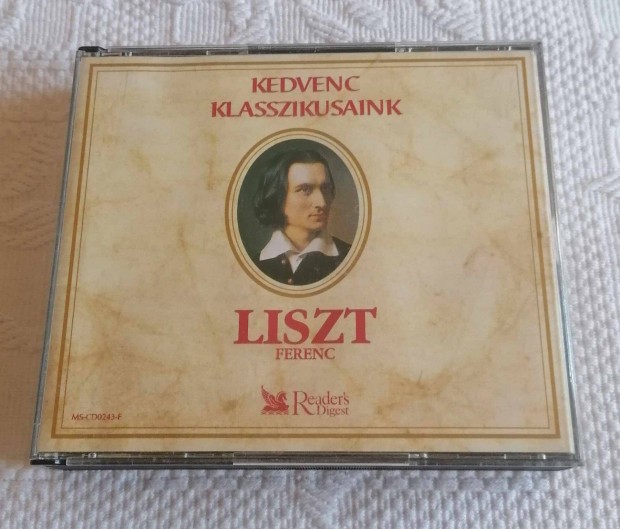 KEDVENC
KLASSZIKUSAINK
LISZT
FERENC
Reader's
Digest
MS-CD0243-F